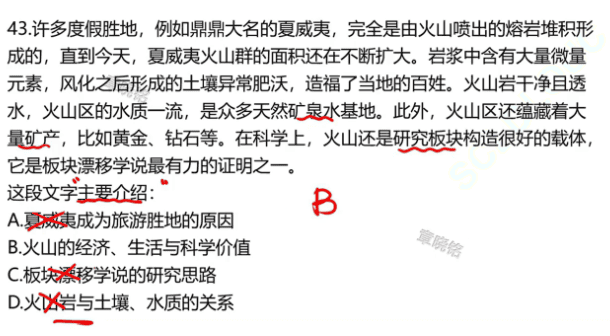 43.许多度假胜地，例如鼎鼎大名的夏威夷，完全是由火山喷出的熔岩堆积形
成的，直到今天，夏威夷火山群的面积还在不断扩大。岩浆中含有大量微量
元素，风化之后形成的土壤异常肥沃，造福了当地的百姓。火山岩干净且透
水，火山区的水质一流，是众多天然矿泉水基地。此外，火山区还蕴藏着大
量矿产，比如黄金、钻石等。在科学上，火山还是研究板块构造很好的载体，
它是板块漂移学说最有力的证明之一。
这段文字"主要介绍："
B
A.夏威夷成为旅游胜地的原因
B.火山的经济、生活与科学价值
C.板块漂移学说的研究思路
D.火山岩与土壤、水质的关系
章晓铭